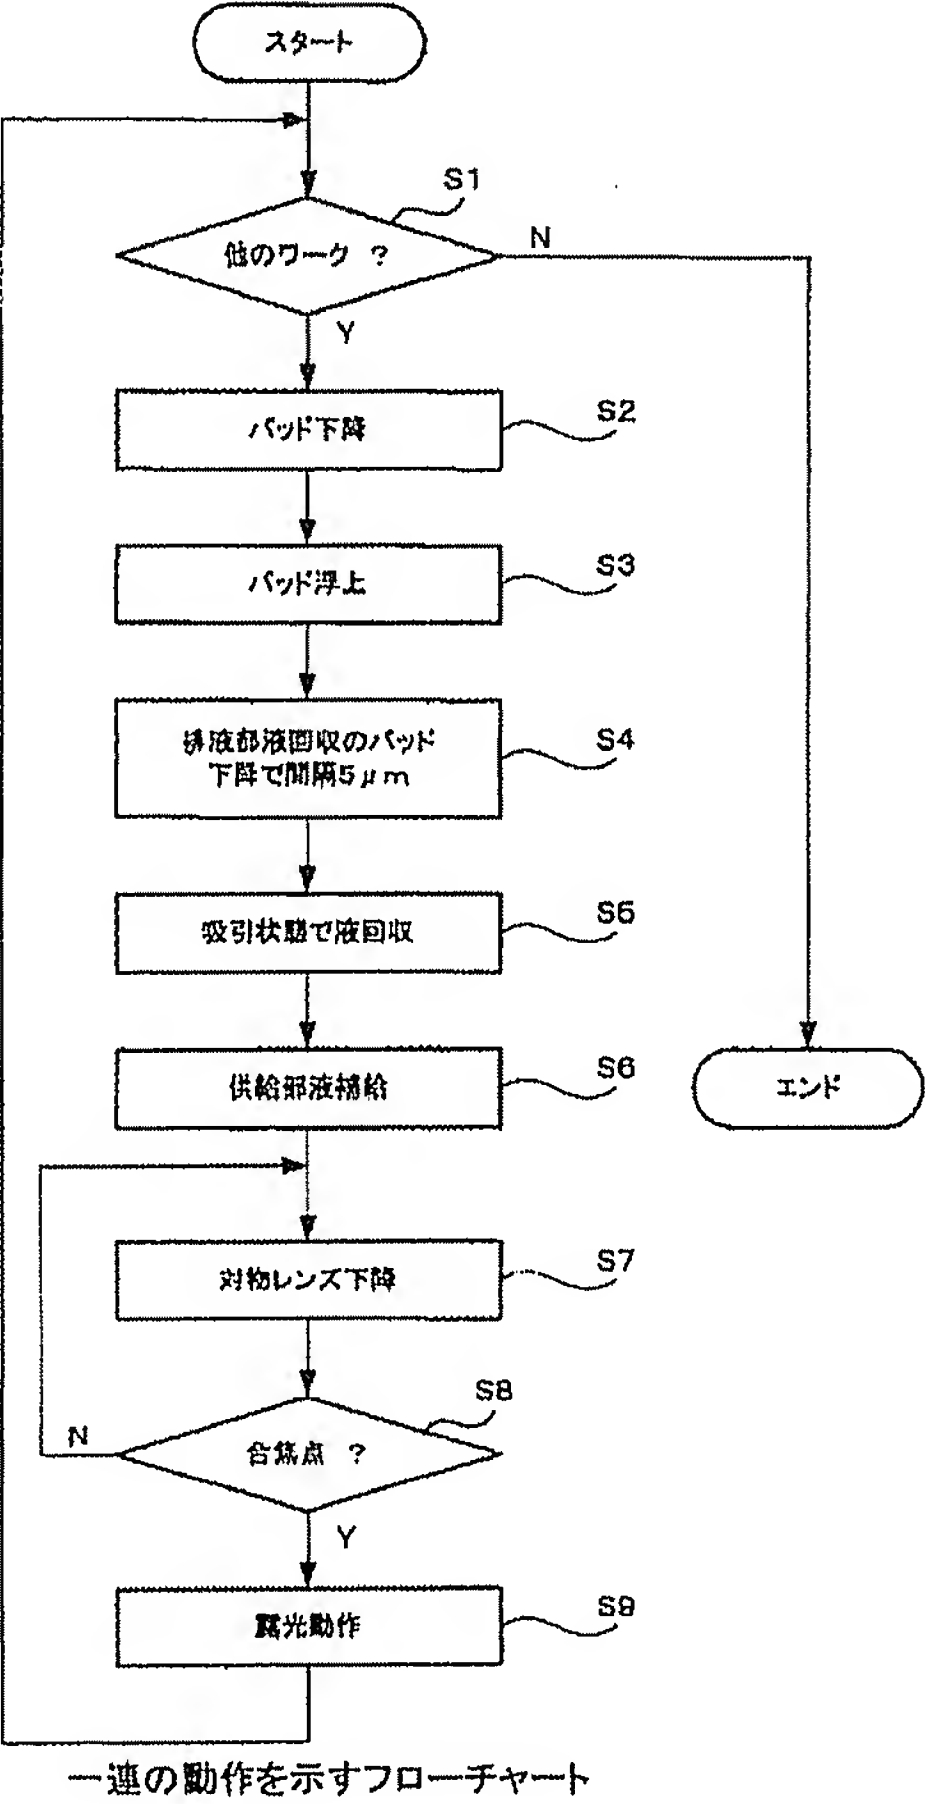 スタート
S1
他のワーク ?
N
Y
パッド下降
S2
パッド浮上
S3
排液部液回収のパッド
下降で間隔5μm
S4
吸引状態で液回収
S5
供給部液補給
S6
エンド
対物レンズ下降
S7
S8
合焦点 ?
N
Y
露光動作
S9
一連の動作を示すフローチャート